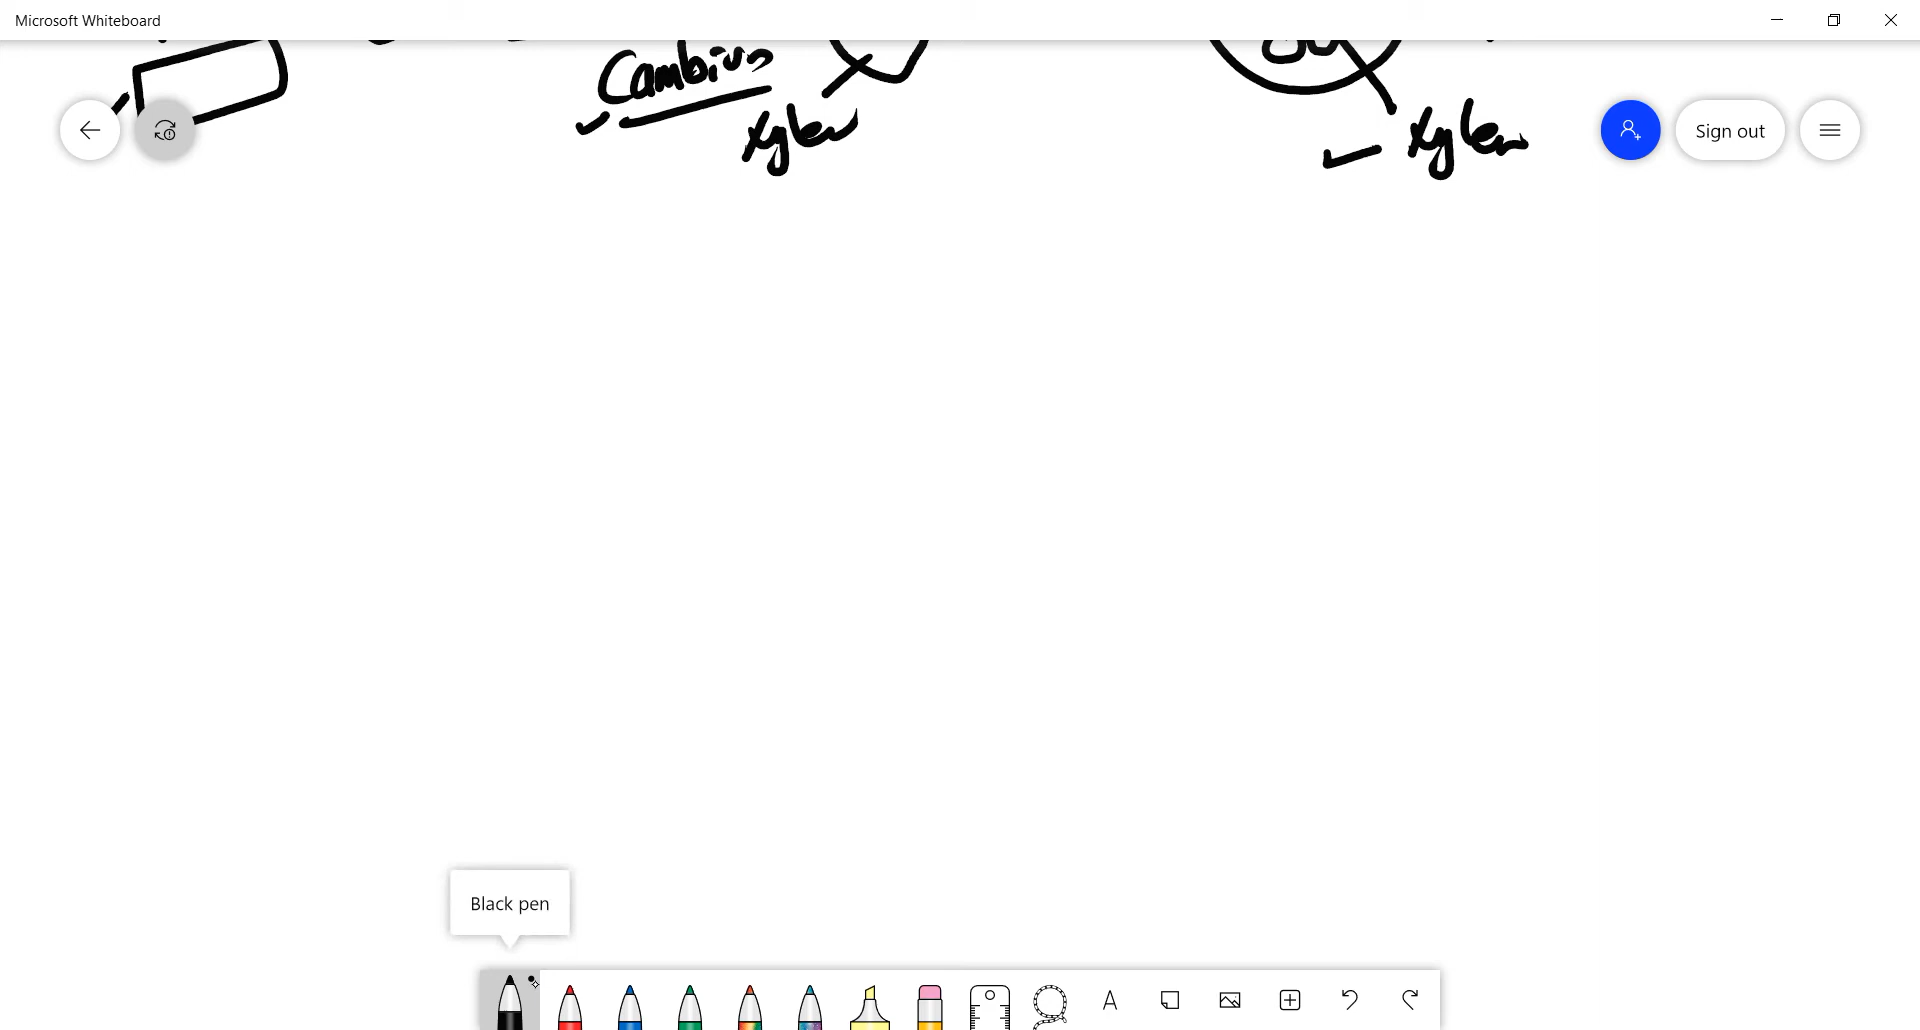 Microsoft Whiteboard
Cambium
xylem
xylem
Sign out
Black pen
A